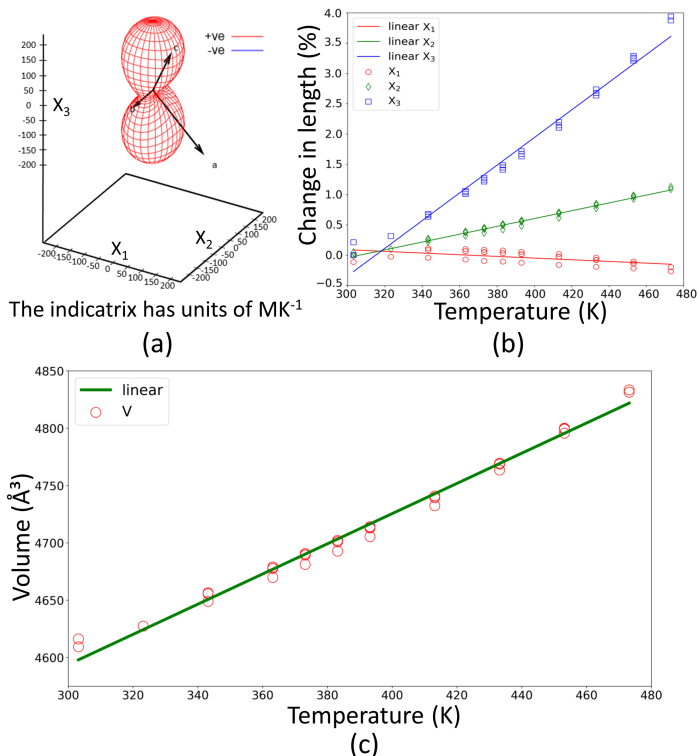 +ve
-ve
c
b
a
200
150
100
50
0
-50
-100
-150
-200
X3
-200
-150
-100
-50
0
50
100
150
200
X1
-200
-150
-100
-50
0
50
100
150
200
X2
The indicatrix has units of MK-1
(a)
linear X1
linear X2
linear X3
X1
X2
X3
Change in length (%)
4.0
3.5
3.0
2.5
2.0
1.5
1.0
0.5
0.0
−0.5
300 320 340 360 380 400 420 440 460 480
Temperature (K)
(b)
linear
V
Volume (Å³)
4850
4800
4750
4700
4650
4600
300 320 340 360 380 400 420 440 460 480
Temperature (K)
(c)